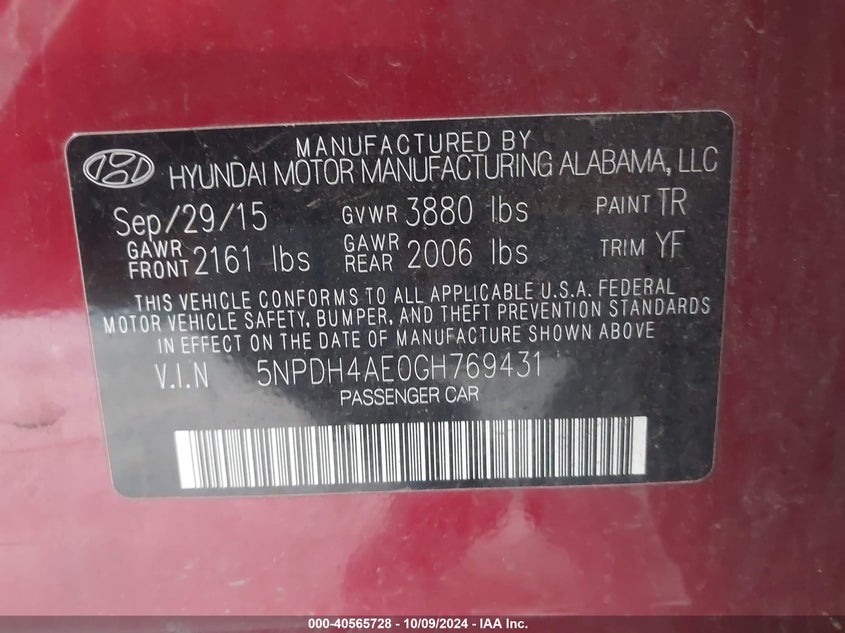 MANUFACTURED BY
HYUNDAI MOTOR MANUFACTURING ALABAMA, LLC
Sep/29/15 GVWR 3880 lbs PAINT TR
GAWR FRONT 2161 lbs GAWR REAR 2006 lbs TRIM YF
THIS VEHICLE CONFORMS TO ALL APPLICABLE U.S.A. FEDERAL
MOTOR VEHICLE SAFETY, BUMPER, AND THEFT PREVENTION STANDARDS
IN EFFECT ON THE DATE OF MANUFACTURE SHOWN ABOVE
V.I.N 5NPDH4AE0GH769431
PASSENGER CAR
000-40565728 - 10/09/2024 - IAA Inc.